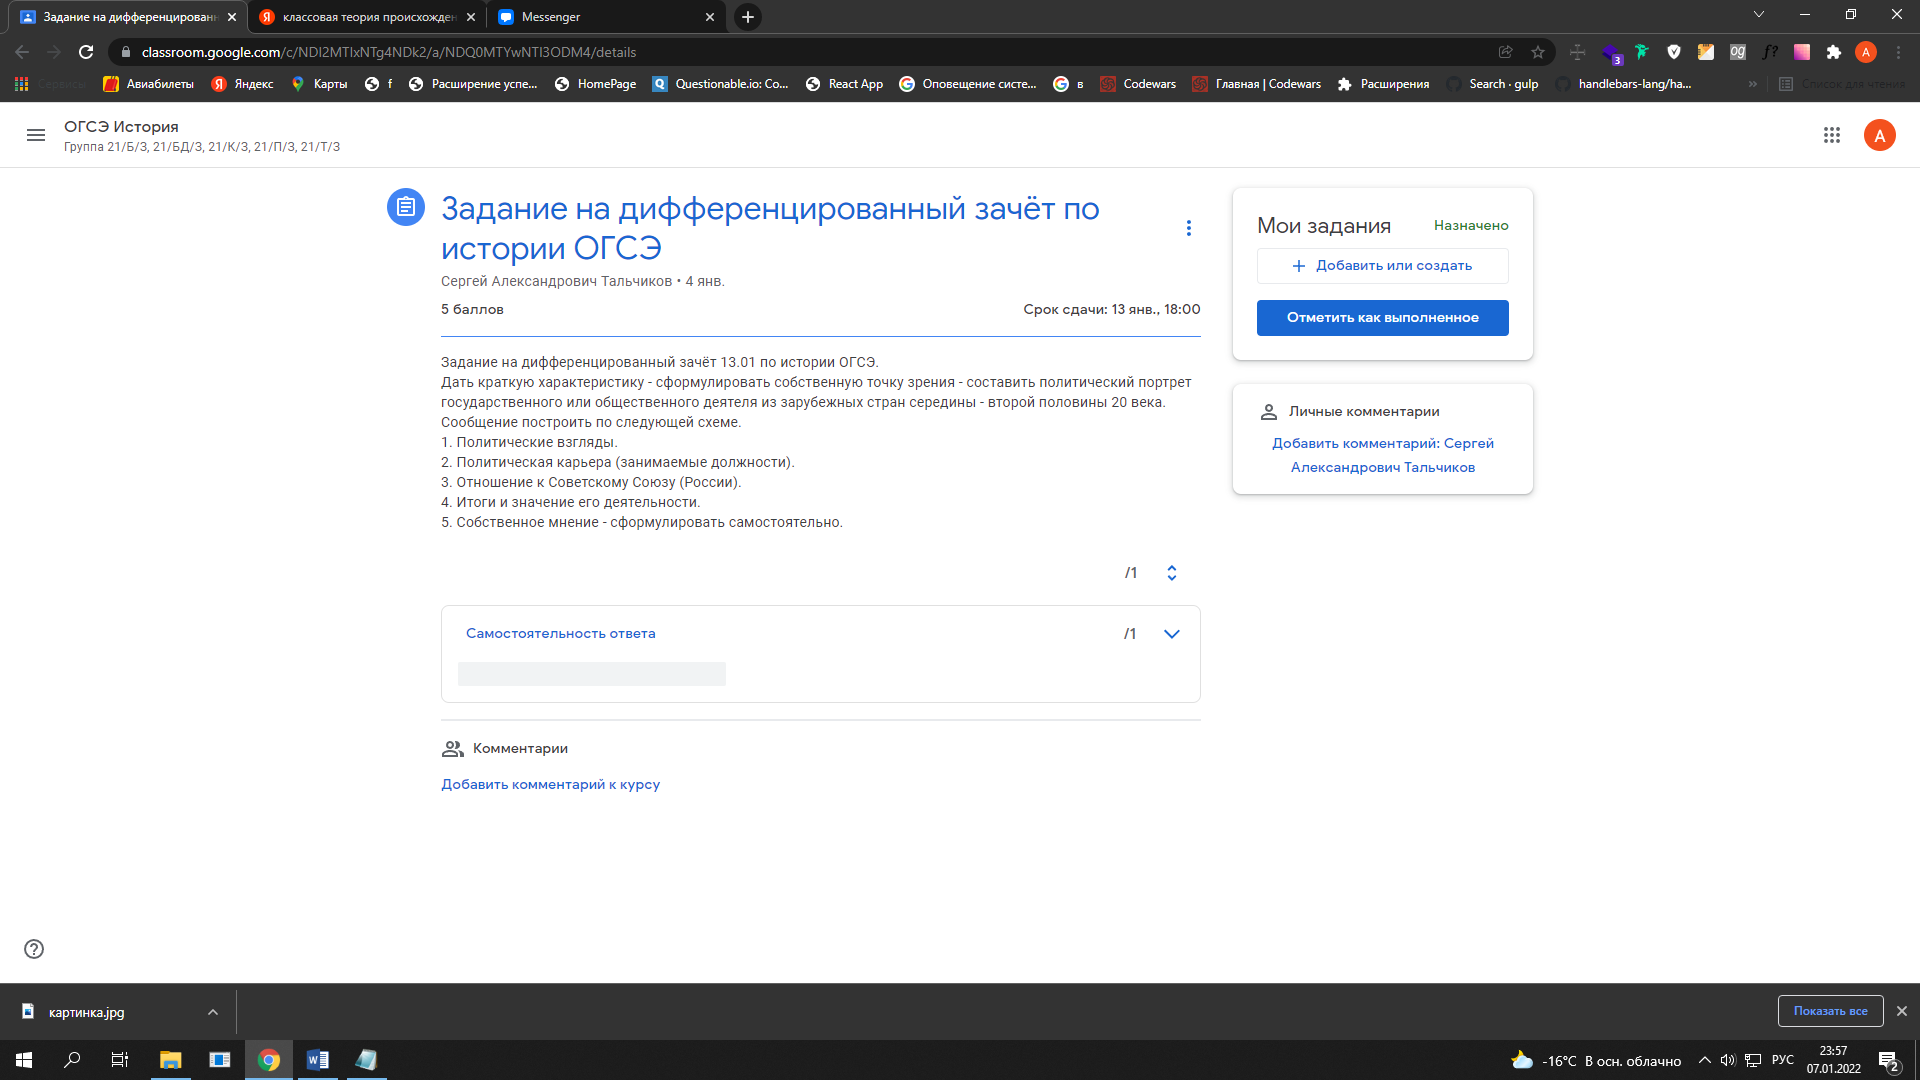 Задание на дифференцирован
классовая теория происхожден
Messenger
classroom.google.com/c/NDI2MTIxNTg4NDk2/a/NDQ0MTYwNTI3ODM4/details
3
og
f?
A
Сервисы
Авиабилеты
Яндекс
Карты
f
Расширение успе...
HomePage
Questionable.io: Co...
React App
Оповещение систе...
в
Codewars
Главная | Codewars
Расширения
Search · gulp
handlebars-lang/ha...
»
Список для чтения
ОГСЭ История
Группа 21/Б/З, 21/БД/З, 21/К/З, 21/П/З, 21/Т/З
A
Задание на дифференцированный зачёт по
истории ОГСЭ
Сергей Александрович Тальчиков • 4 янв.
5 баллов
Срок сдачи: 13 янв., 18:00
Задание на дифференцированный зачёт 13.01 по истории ОГСЭ.
Дать краткую характеристику - сформулировать собственную точку зрения - составить политический портрет
государственного или общественного деятеля из зарубежных стран середины - второй половины 20 века.
Сообщение построить по следующей схеме.
1. Политические взгляды.
2. Политическая карьера (занимаемые должности).
3. Отношение к Советскому Союзу (России).
4. Итоги и значение его деятельности.
5. Собственное мнение - сформулировать самостоятельно.
/1
Самостоятельность ответа
/1
Комментарии
Добавить комментарий к курсу
Мои задания
Назначено
+ Добавить или создать
Отметить как выполненное
Личные комментарии
Добавить комментарий: Сергей
Александрович Тальчиков
картинка.jpg
Показать все
-16°C В осн. облачно
РУС
23:57
07.01.2022
2